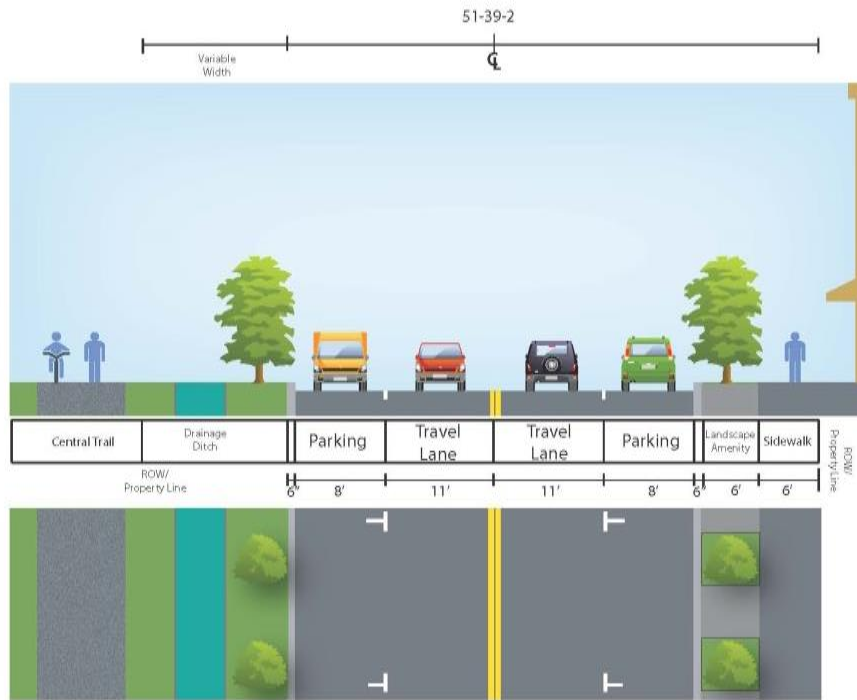 51-39-2
Variable
Width
℄
Central Trail
Drainage
Ditch
Parking
Travel
Lane
Travel
Lane
Parking
Landscape
Amenity
Sidewalk
ROW/
Property Line
ROW/
Property Line
6" 8' 11' 11' 8' 6" 6' 6'